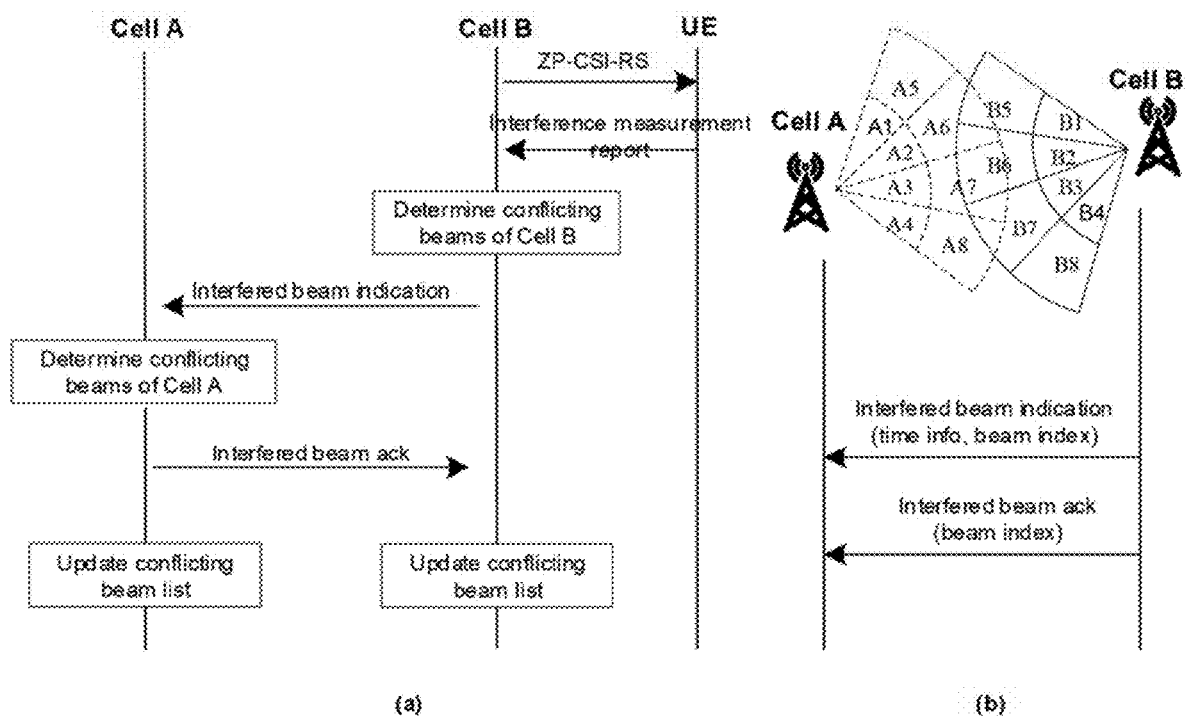 Cell A
Cell B
UE
ZP-CSI-RS
Interference measurement
report
Determine conflicting
beams of Cell B
Interfered beam indication
Determine conflicting
beams of Cell A
Interfered beam ack
Update conflicting
beam list
Update conflicting
beam list
(a)
Cell A
Cell B
A5
A1
A6
A2
A3
A7
A4
A8
B5
B1
B2
B6
B3
B4
B7
B8
Interfered beam indication
(time info, beam index)
Interfered beam ack
(beam index)
(b)